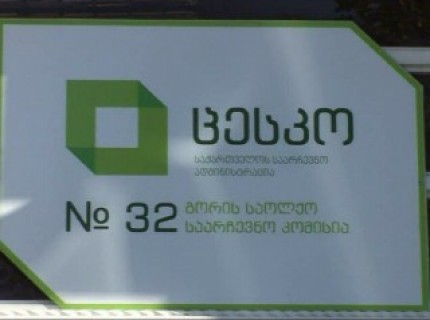 ცესკო
საქართველოს საარჩევნო
ადმინისტრაცია
№ 32 გორის საოლქო
საარჩევნო კომისია